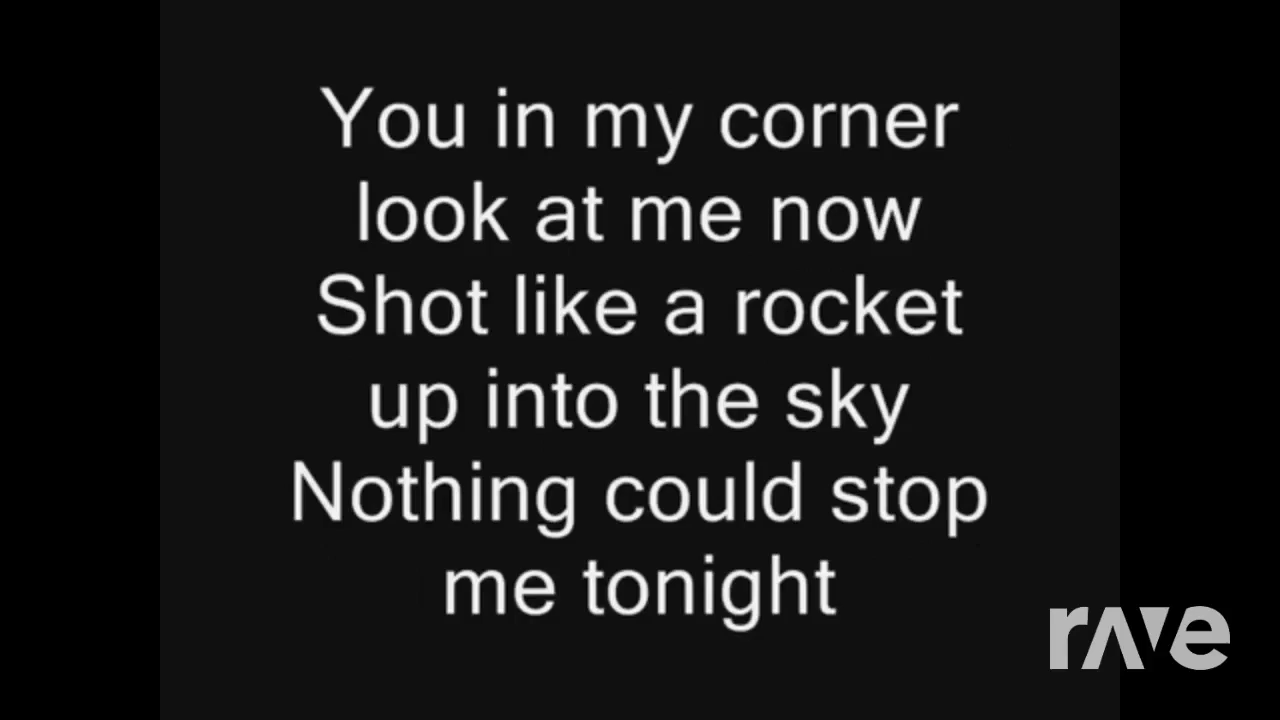 You in my corner
look at me now
Shot like a rocket
up into the sky
Nothing could stop
me tonight
rave